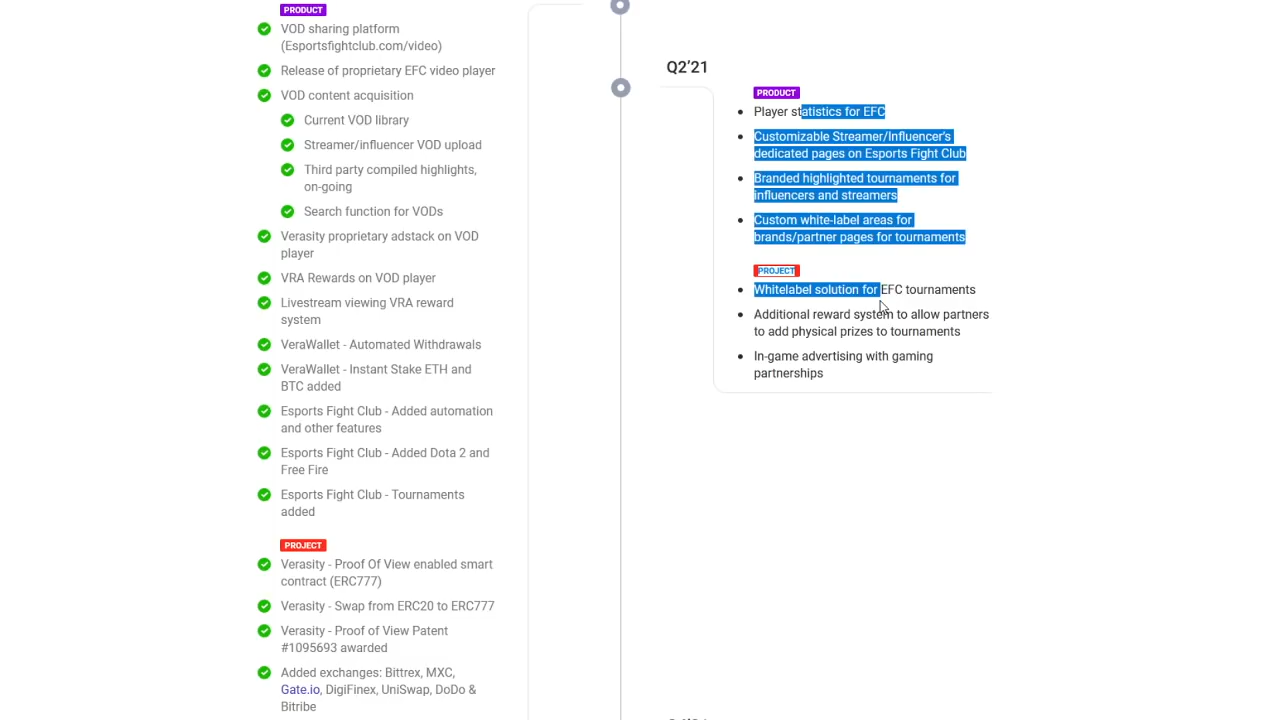 PRODUCT
VOD sharing platform
(Esportsfightclub.com/video)
Release of proprietary EFC video player
VOD content acquisition
Current VOD library
Streamer/influencer VOD upload
Third party compiled highlights,
on-going
Search function for VODs
Verasity proprietary adstack on VOD
player
VRA Rewards on VOD player
Livestream viewing VRA reward
system
VeraWallet - Automated Withdrawals
VeraWallet - Instant Stake ETH and
BTC added
Esports Fight Club - Added automation
and other features
Esports Fight Club - Added Dota 2 and
Free Fire
Esports Fight Club - Tournaments
added
PROJECT
Verasity - Proof Of View enabled smart
contract (ERC777)
Verasity - Swap from ERC20 to ERC777
Verasity - Proof of View Patent
#1095693 awarded
Added exchanges: Bittrex, MXC,
Gate.io, DigiFinex, UniSwap, DoDo &
Bitribe
Q2’21
PRODUCT
Player statistics for EFC
Customizable Streamer/Influencer's
dedicated pages on Esports Fight Club
Branded highlighted tournaments for
influencers and streamers
Custom white-label areas for
brands/partner pages for tournaments
PROJECT
Whitelabel solution for EFC tournaments
Additional reward system to allow partners
to add physical prizes to tournaments
In-game advertising with gaming
partnerships